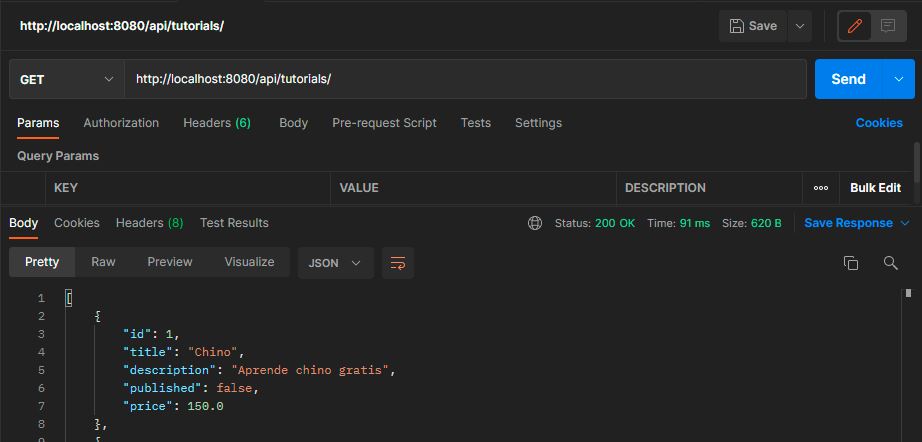 http://localhost:8080/api/tutorials/
Save
GET
http://localhost:8080/api/tutorials/
Send
Params Authorization Headers (6) Body Pre-request Script Tests Settings Cookies
Query Params
KEY VALUE DESCRIPTION ooo Bulk Edit
Body Cookies Headers (8) Test Results Status: 200 OK Time: 91 ms Size: 620 B Save Response
Pretty Raw Preview Visualize JSON
1 [
2 {
3 "id": 1,
4 "title": "Chino",
5 "description": "Aprende chino gratis",
6 "published": false,
7 "price": 150.0
8 },
9 {